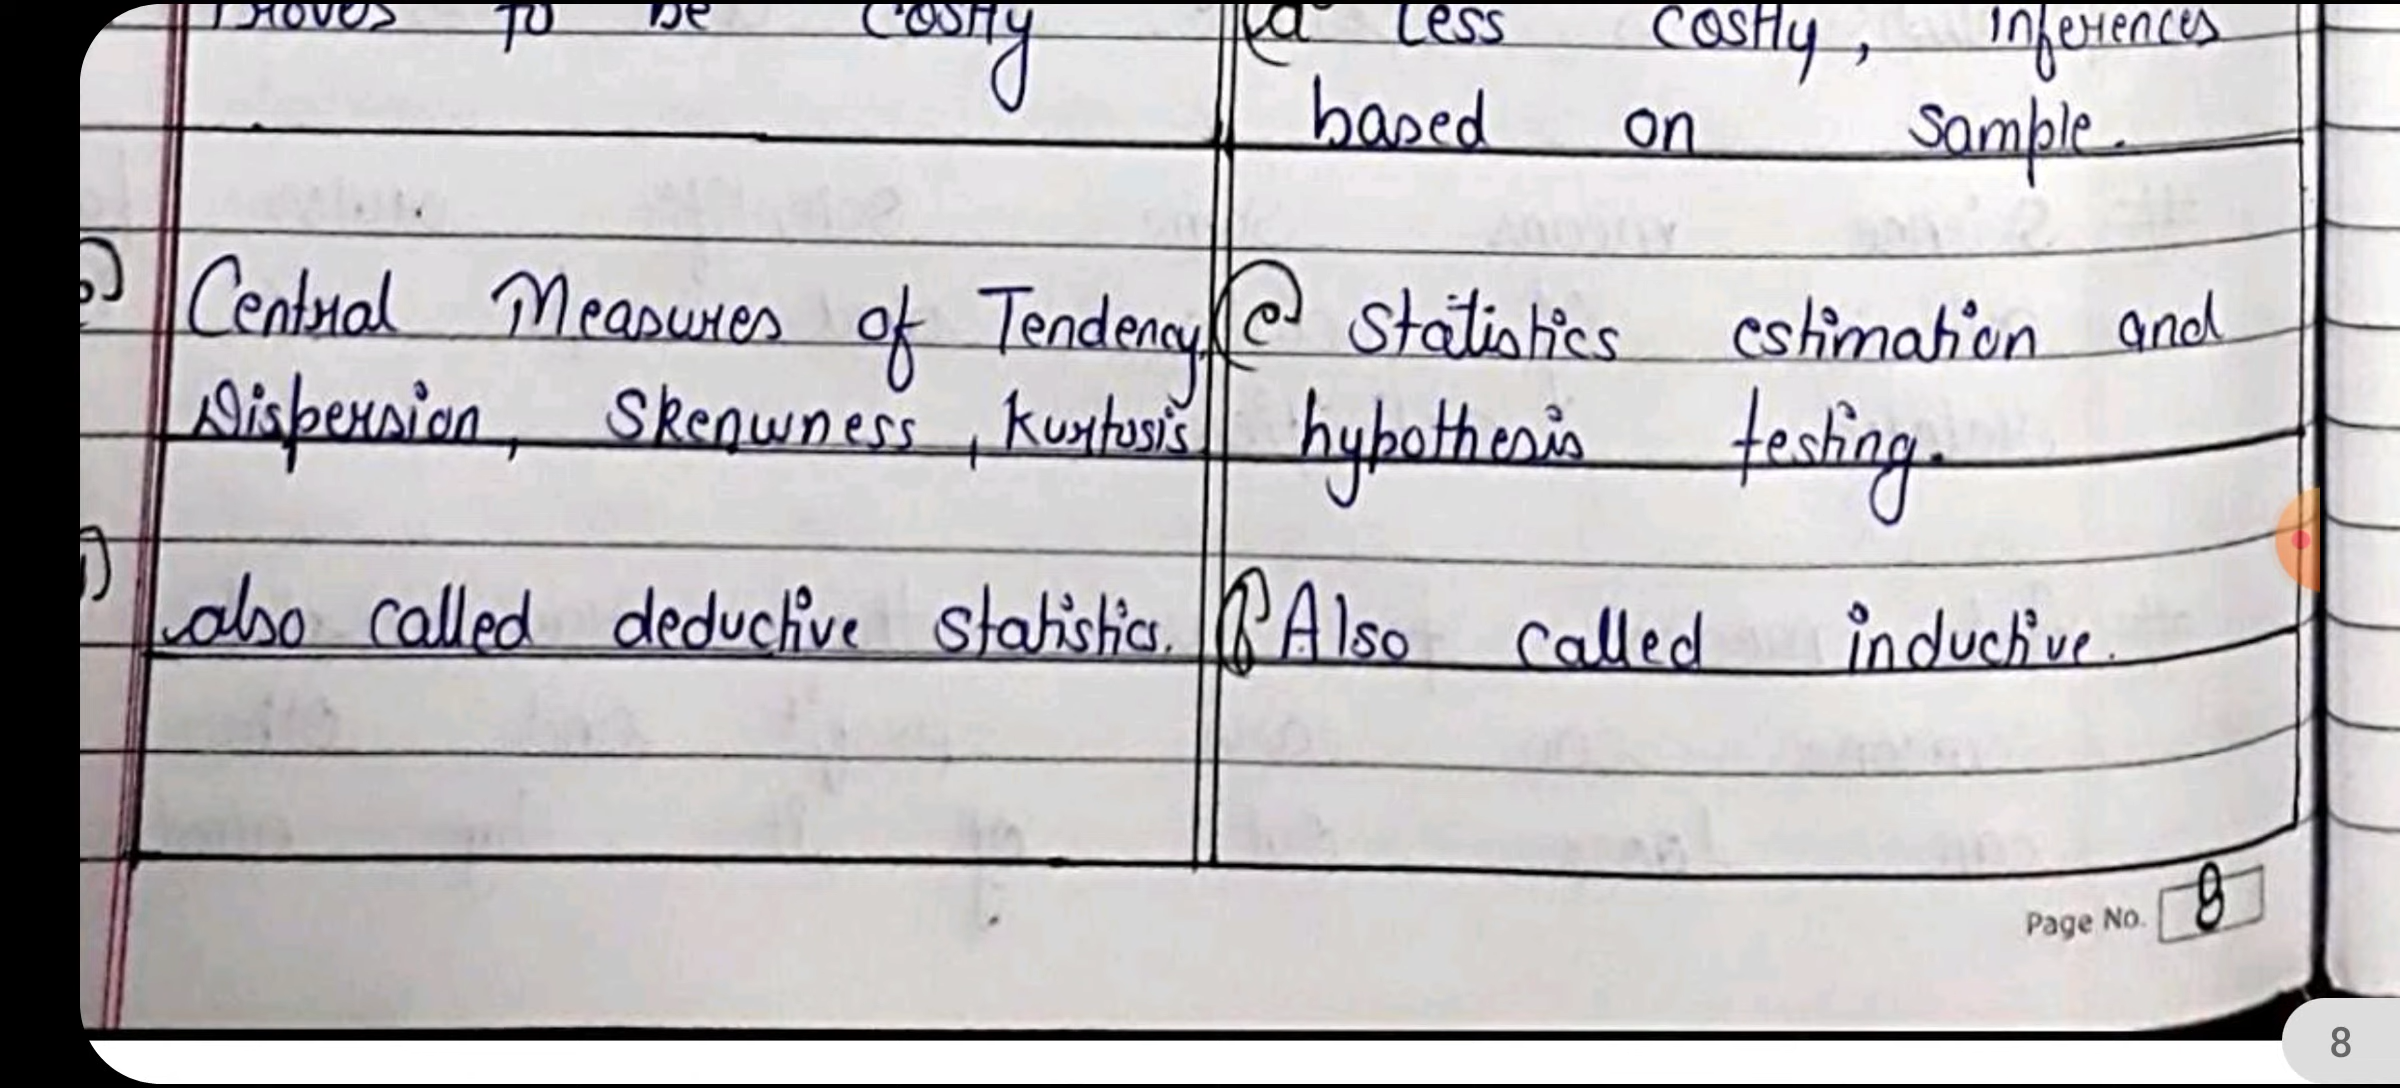 proves to be costly
(d less costly, inferences
based on sample.
e) Central Measures of Tendency,
Dispersion, Skenwness, kurtosis
(e) Statistics estimation and
hypothesis testing.
f) also called deductive statistics.
(f) Also called inductive.
Page No. 8
8